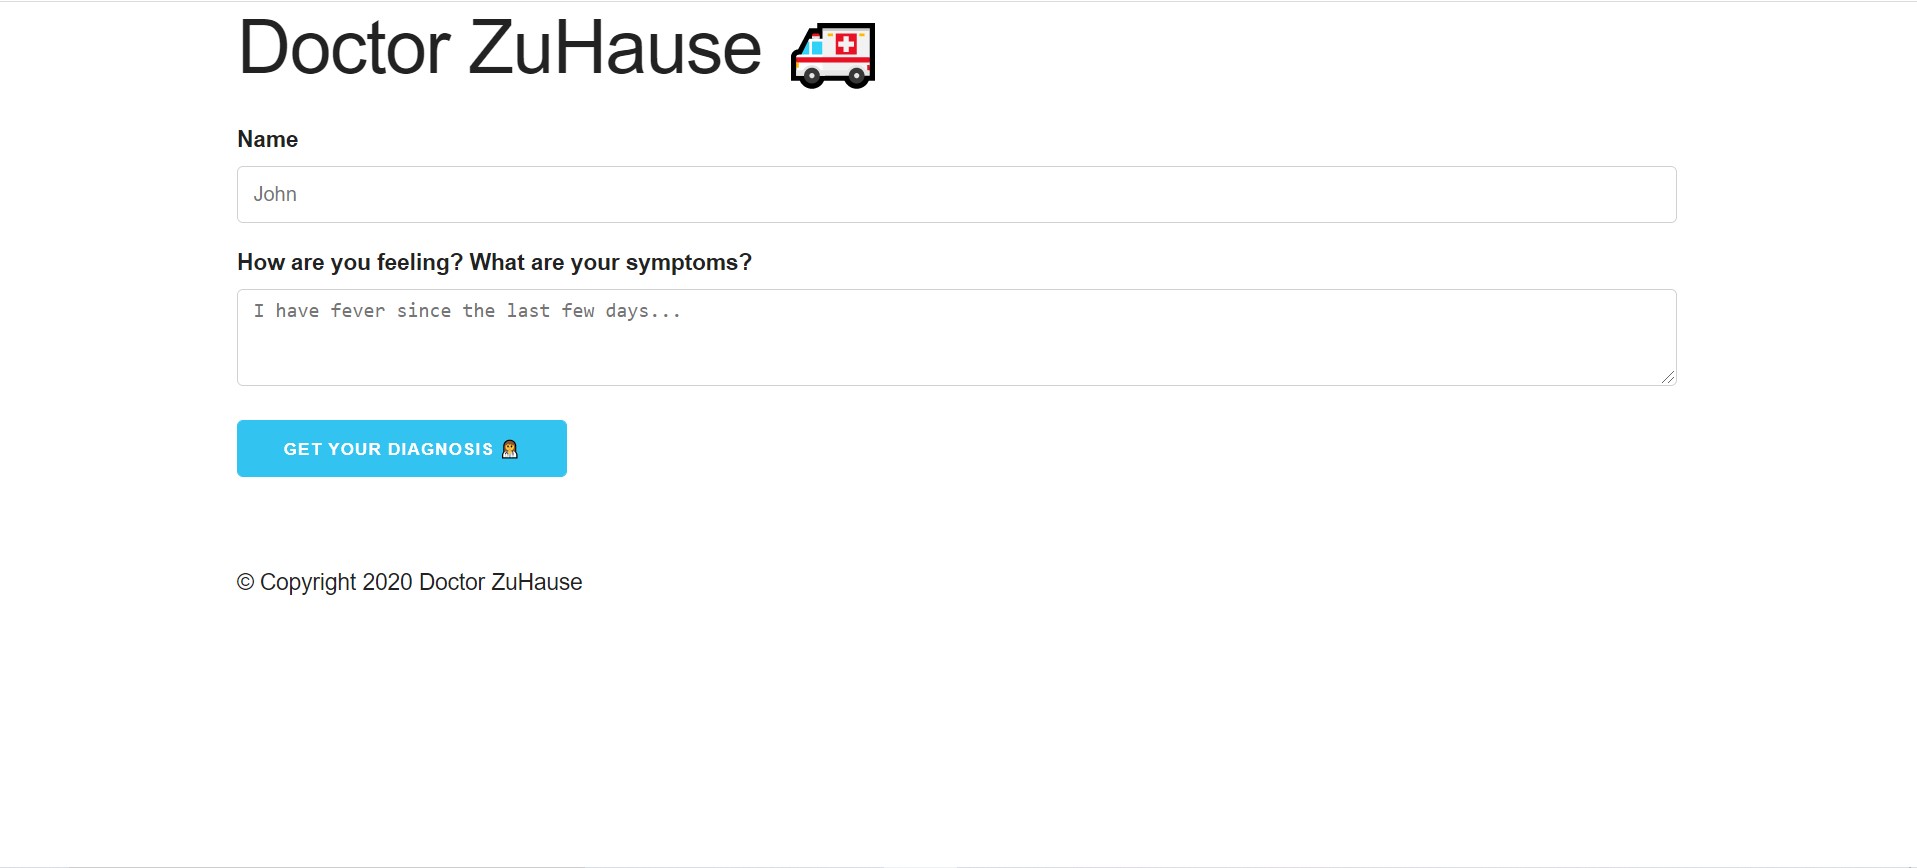 Doctor ZuHause
Name
John
How are you feeling? What are your symptoms?
I have fever since the last few days...
GET YOUR DIAGNOSIS
© Copyright 2020 Doctor ZuHause